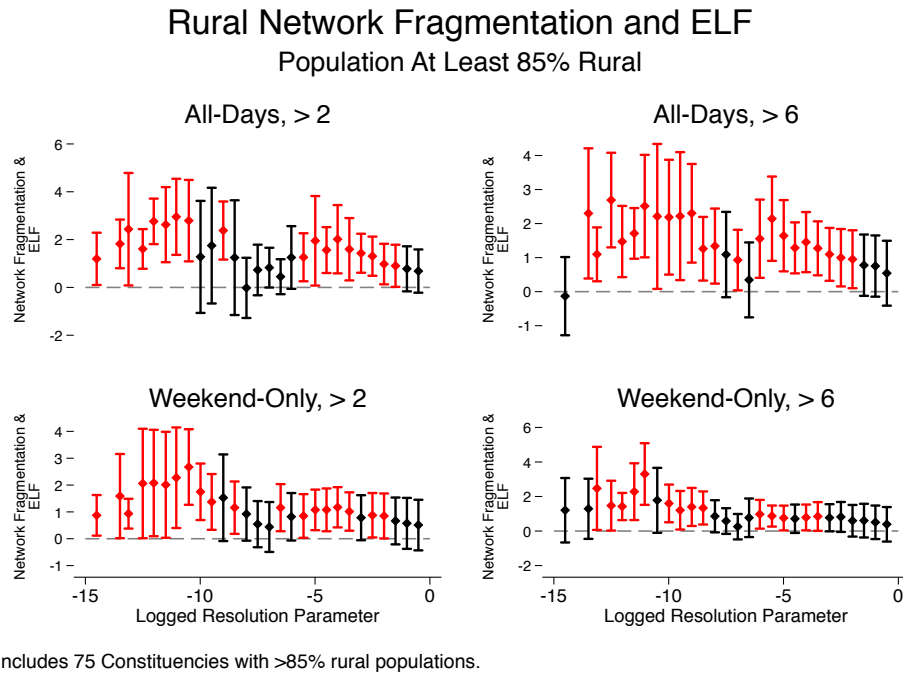 Rural Network Fragmentation and ELF
Population At Least 85% Rural
All-Days, > 2
Network Fragmentation &
ELF
6
4
2
0
-2
All-Days, > 6
Network Fragmentation &
ELF
4
3
2
1
0
-1
Weekend-Only, > 2
Network Fragmentation &
ELF
4
3
2
1
0
-1
-15 -10 -5 0
Logged Resolution Parameter
Weekend-Only, > 6
Network Fragmentation &
ELF
6
4
2
0
-2
-15 -10 -5 0
Logged Resolution Parameter
ncludes 75 Constituencies with >85% rural populations.